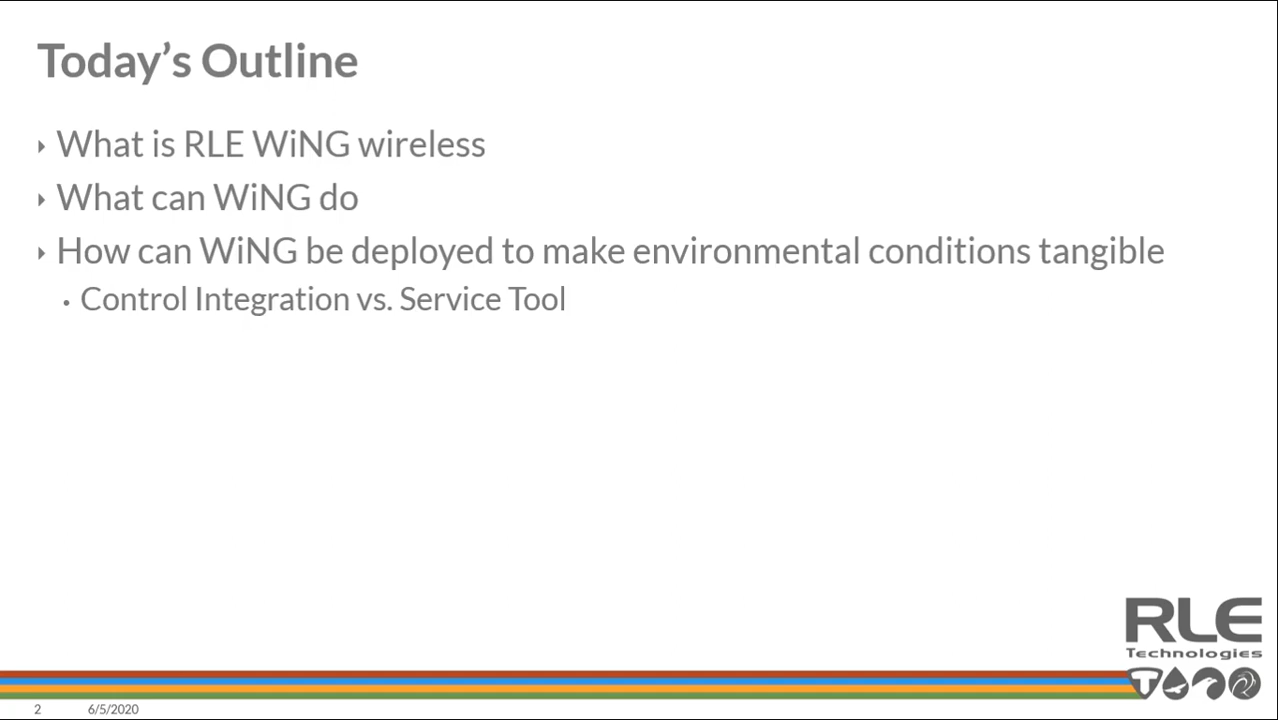 Today’s Outline
What is RLE WiNG wireless
What can WiNG do
How can WiNG be deployed to make environmental conditions tangible
Control Integration vs. Service Tool
RLE
Technologies
T
2 6/5/2020